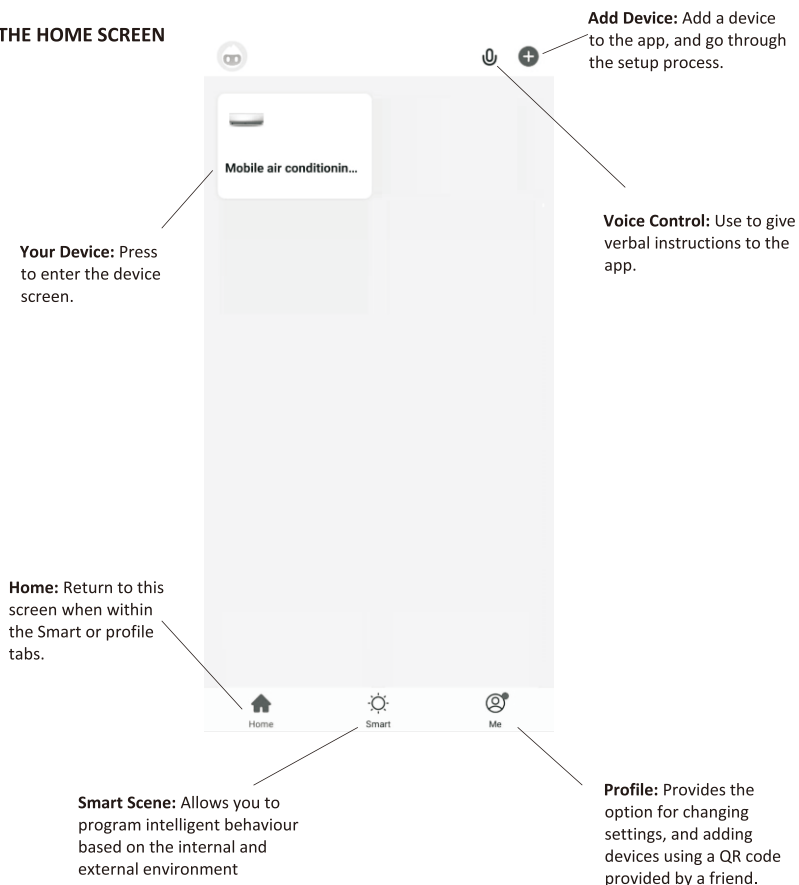 THE HOME SCREEN
Add Device: Add a device
to the app, and go through
the setup process.
Mobile air conditionin...
Voice Control: Use to give
verbal instructions to the
app.
Your Device: Press
to enter the device
screen.
Home: Return to this
screen when within
the Smart or profile
tabs.
Home
Smart
Me
Smart Scene: Allows you to
program intelligent behaviour
based on the internal and
external environment
Profile: Provides the
option for changing
settings, and adding
devices using a QR code
provided by a friend.